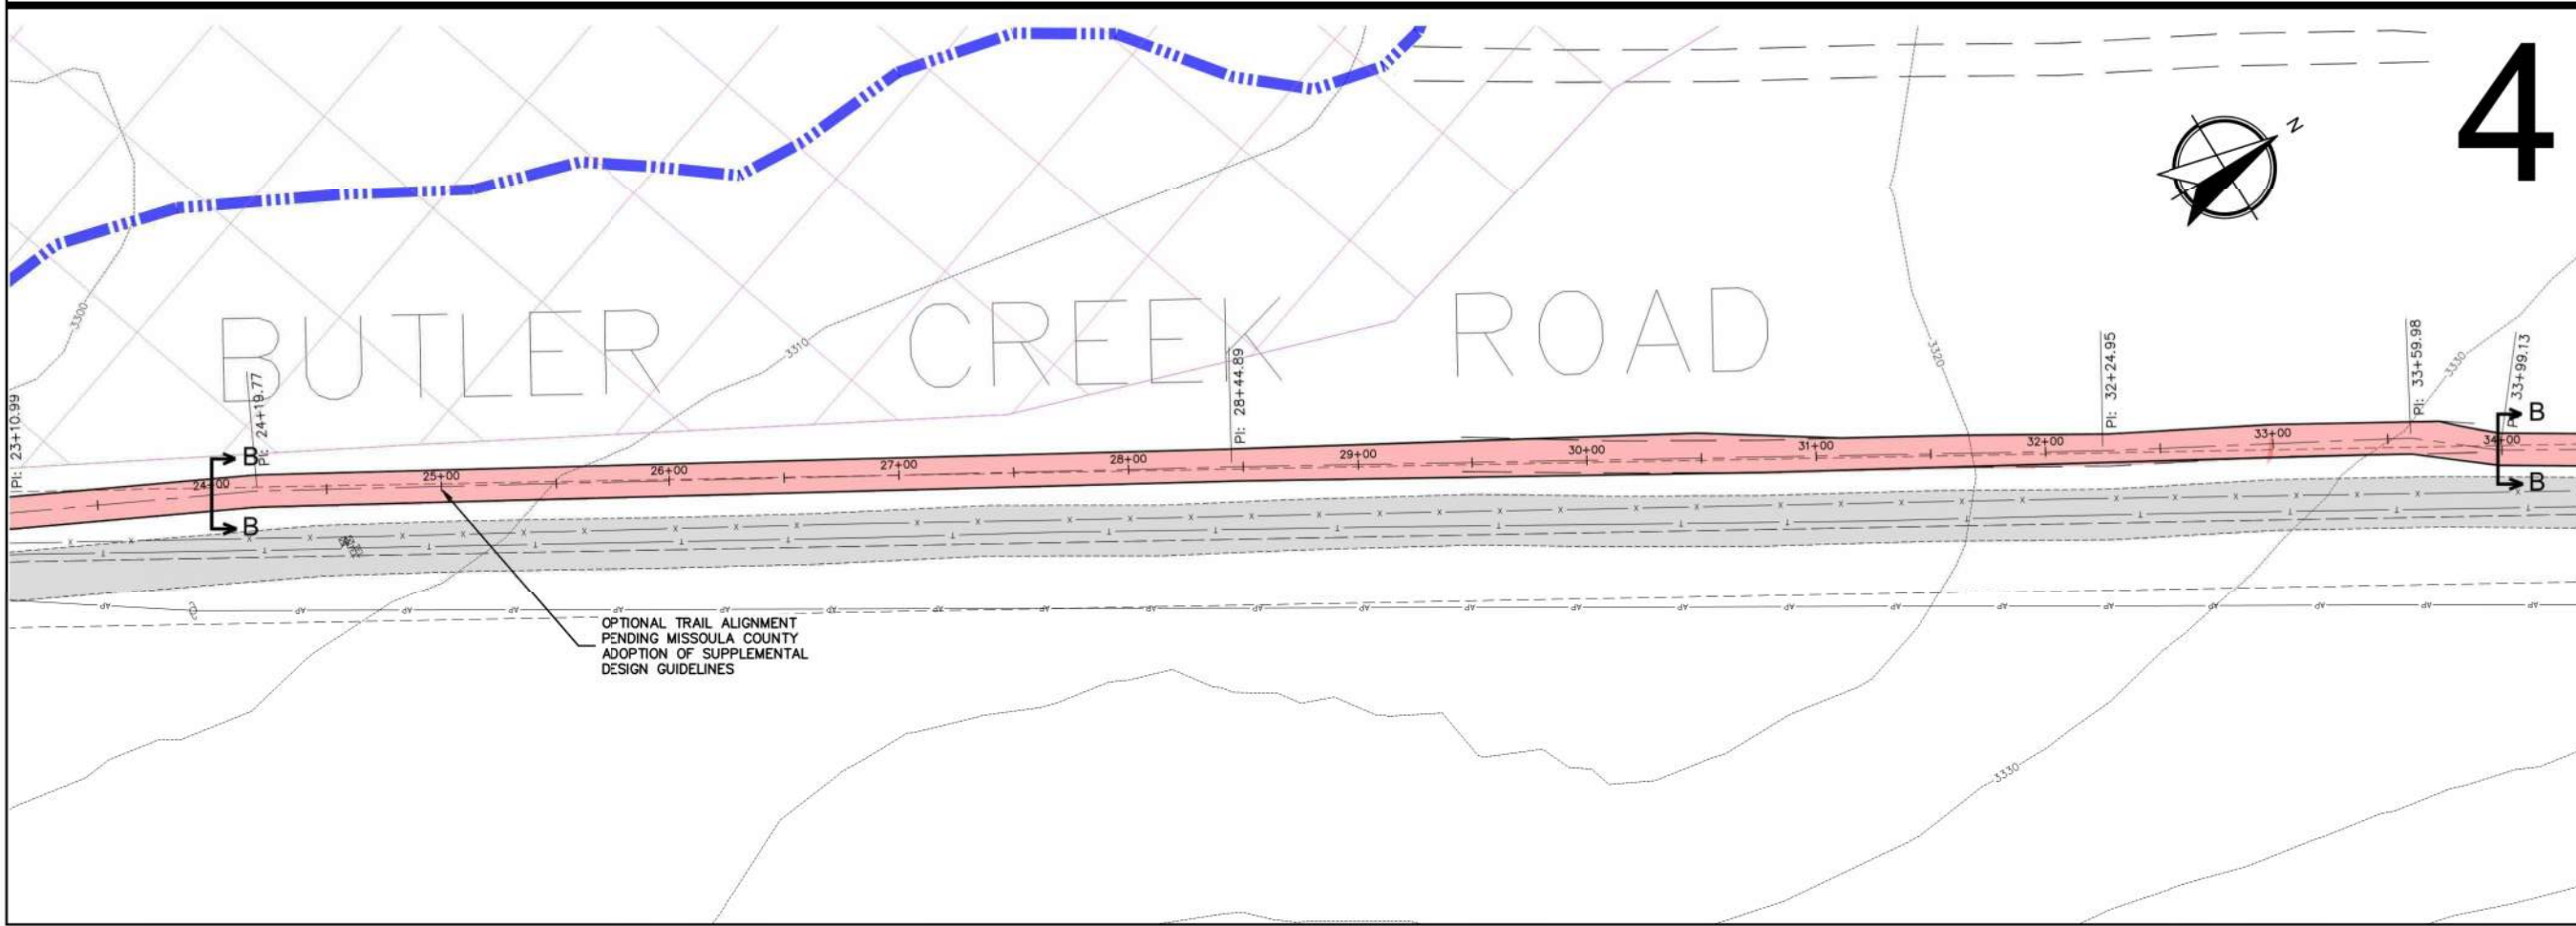 4
N
BUTLER CREEK ROAD
3300
3310
3320
3330
3330
PI: 23+10.99
PI: 24+19.77
PI: 28+44.89
PI: 32+24.95
PI: 33+59.98
PI: 33+99.13
B
B
B
B
24+00
25+00
26+00
27+00
28+00
29+00
30+00
31+00
32+00
33+00
34+00
OPTIONAL TRAIL ALIGNMENT
PENDING MISSOULA COUNTY
ADOPTION OF SUPPLEMENTAL
DESIGN GUIDELINES